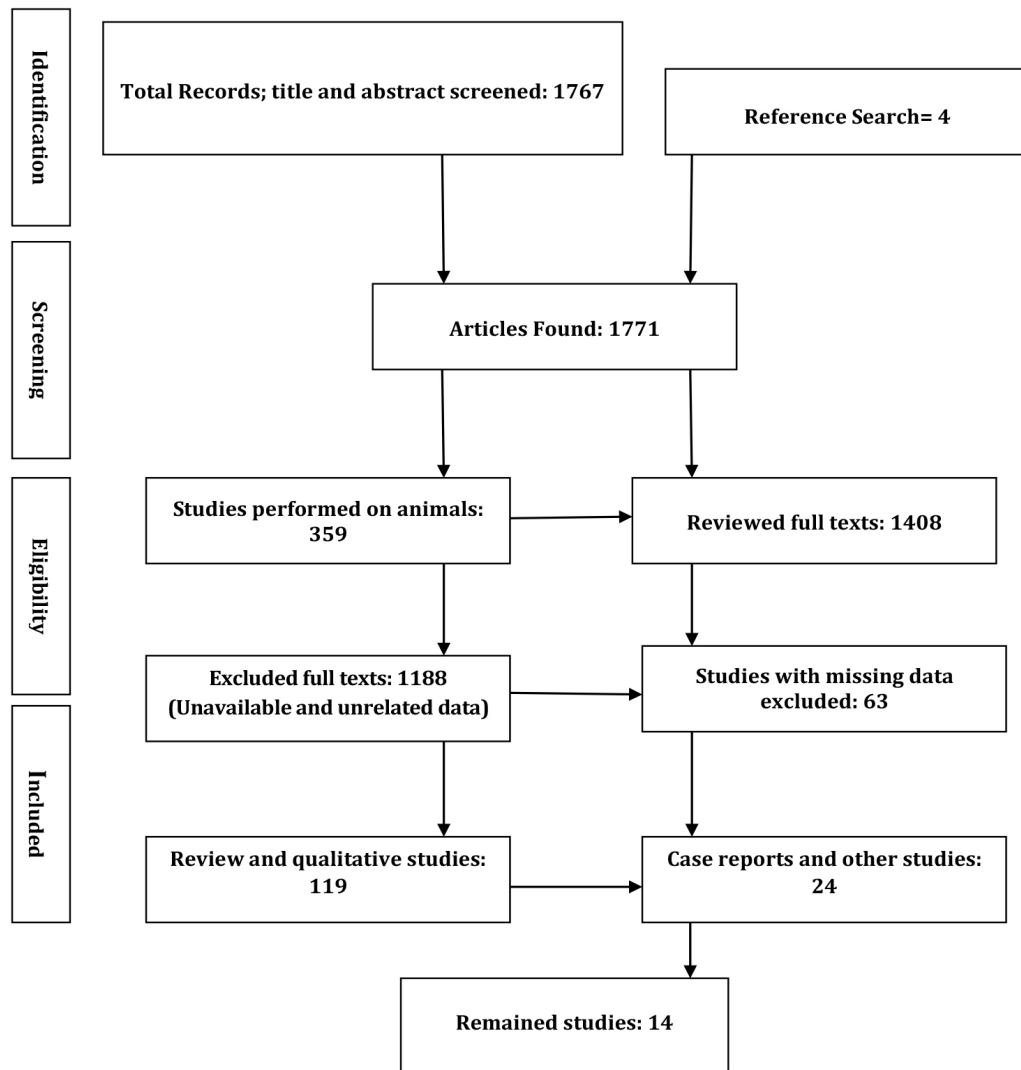 Identification
Total Records; title and abstract screened: 1767
Reference Search= 4
Screening
Articles Found: 1771
Eligibility
Studies performed on animals:
359
Reviewed full texts: 1408
Excluded full texts: 1188
(Unavailable and unrelated data)
Studies with missing data
excluded: 63
Included
Review and qualitative studies:
119
Case reports and other studies:
24
Remained studies: 14